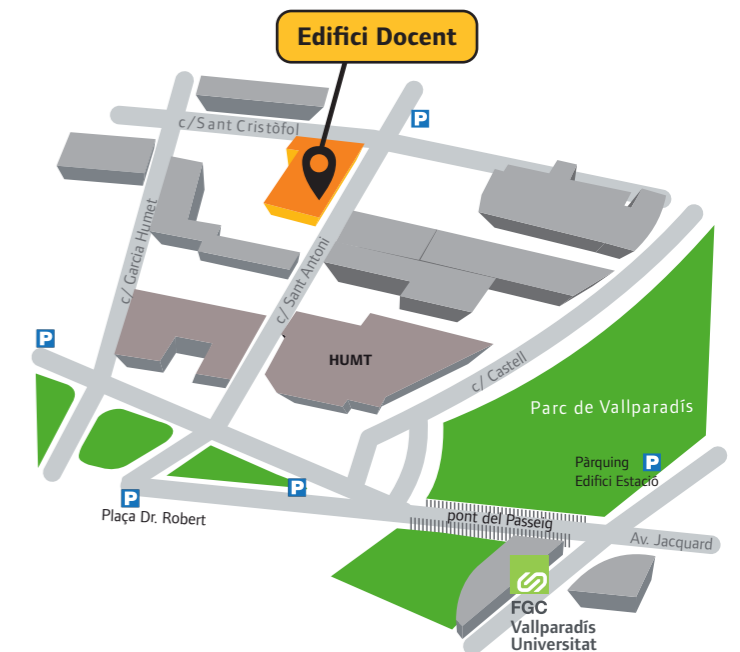 Edifici Docent
P
c/Sant Cristòfol
c/ Garcia Humet
c/ Sant Antoni
P
HUMT
c/ Castell
Parc de Vallparadís
Pàrquing P
Edifici Estació
P
P
Plaça Dr. Robert
pont del Passeig
Av. Jacquard
FGC
Vallparadís
Universitat